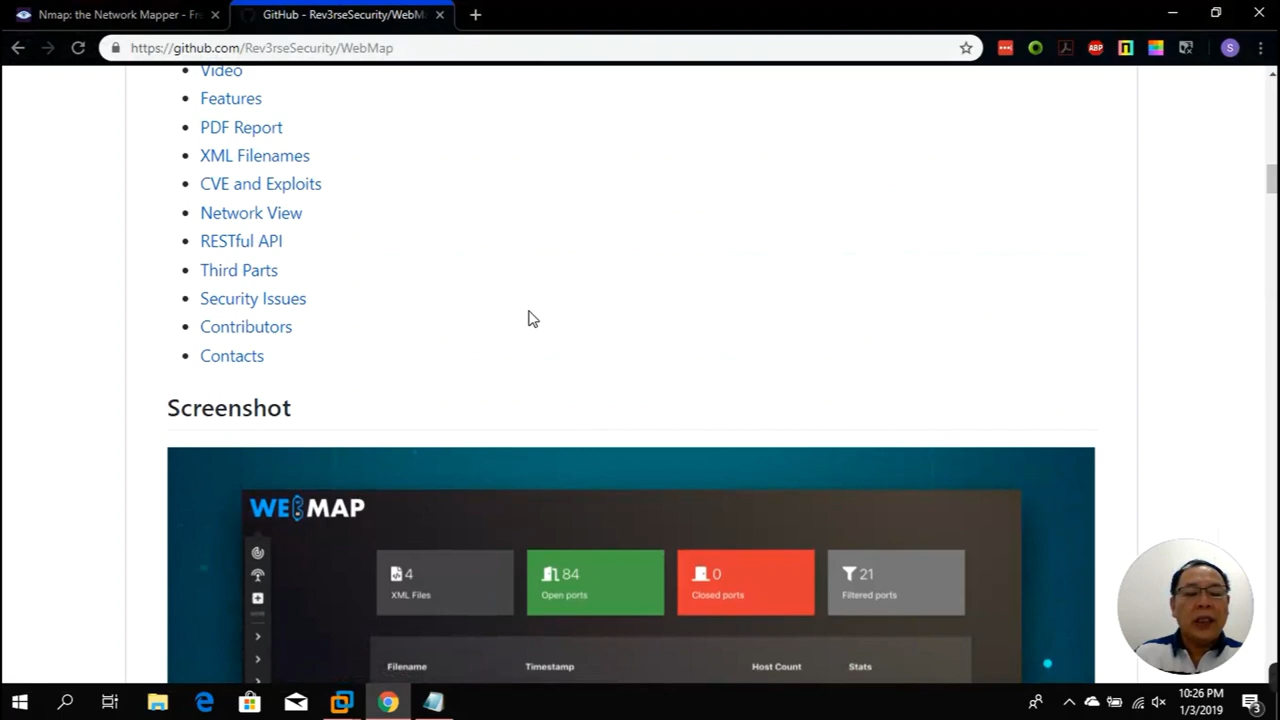 Nmap: the Network Mapper - Fr
GitHub - Rev3rseSecurity/WebM
https://github.com/Rev3rseSecurity/WebMap
ABP
S
Video
Features
PDF Report
XML Filenames
CVE and Exploits
Network View
RESTful API
Third Parts
Security Issues
Contributors
Contacts
Screenshot
WEBMAP
4
XML Files
84
Open ports
0
Closed ports
21
Filtered ports
Filename Timestamp Host Count Stats
10:26 PM
1/3/2019
3